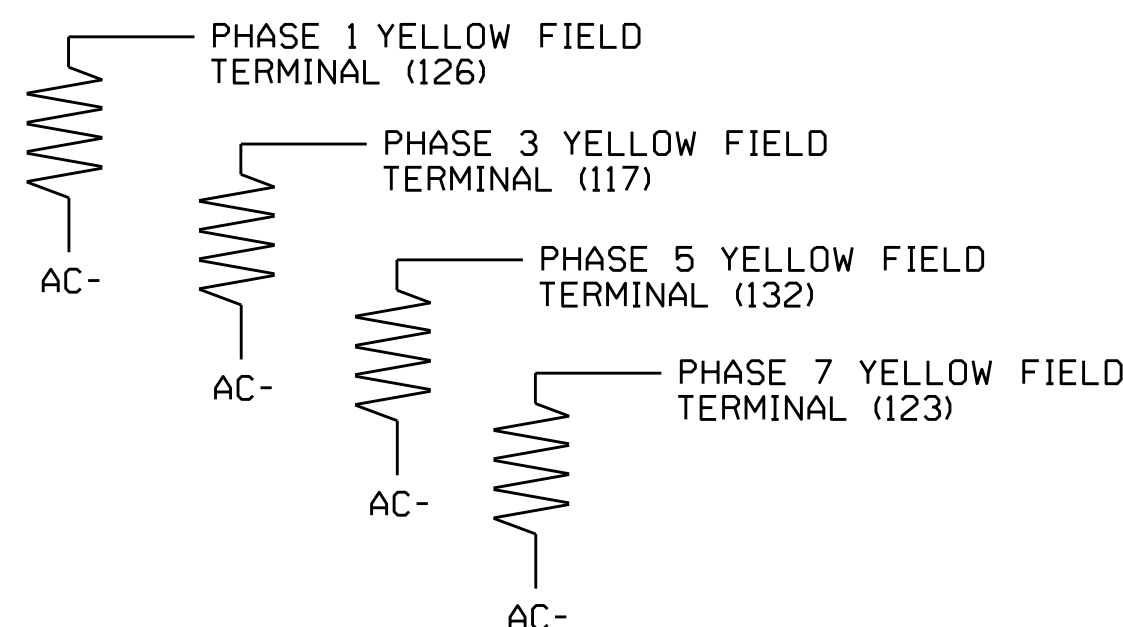 PHASE 1 YELLOW FIELD
TERMINAL (126)
AC-
PHASE 3 YELLOW FIELD
TERMINAL (117)
AC-
PHASE 5 YELLOW FIELD
TERMINAL (132)
AC-
PHASE 7 YELLOW FIELD
TERMINAL (123)
AC-